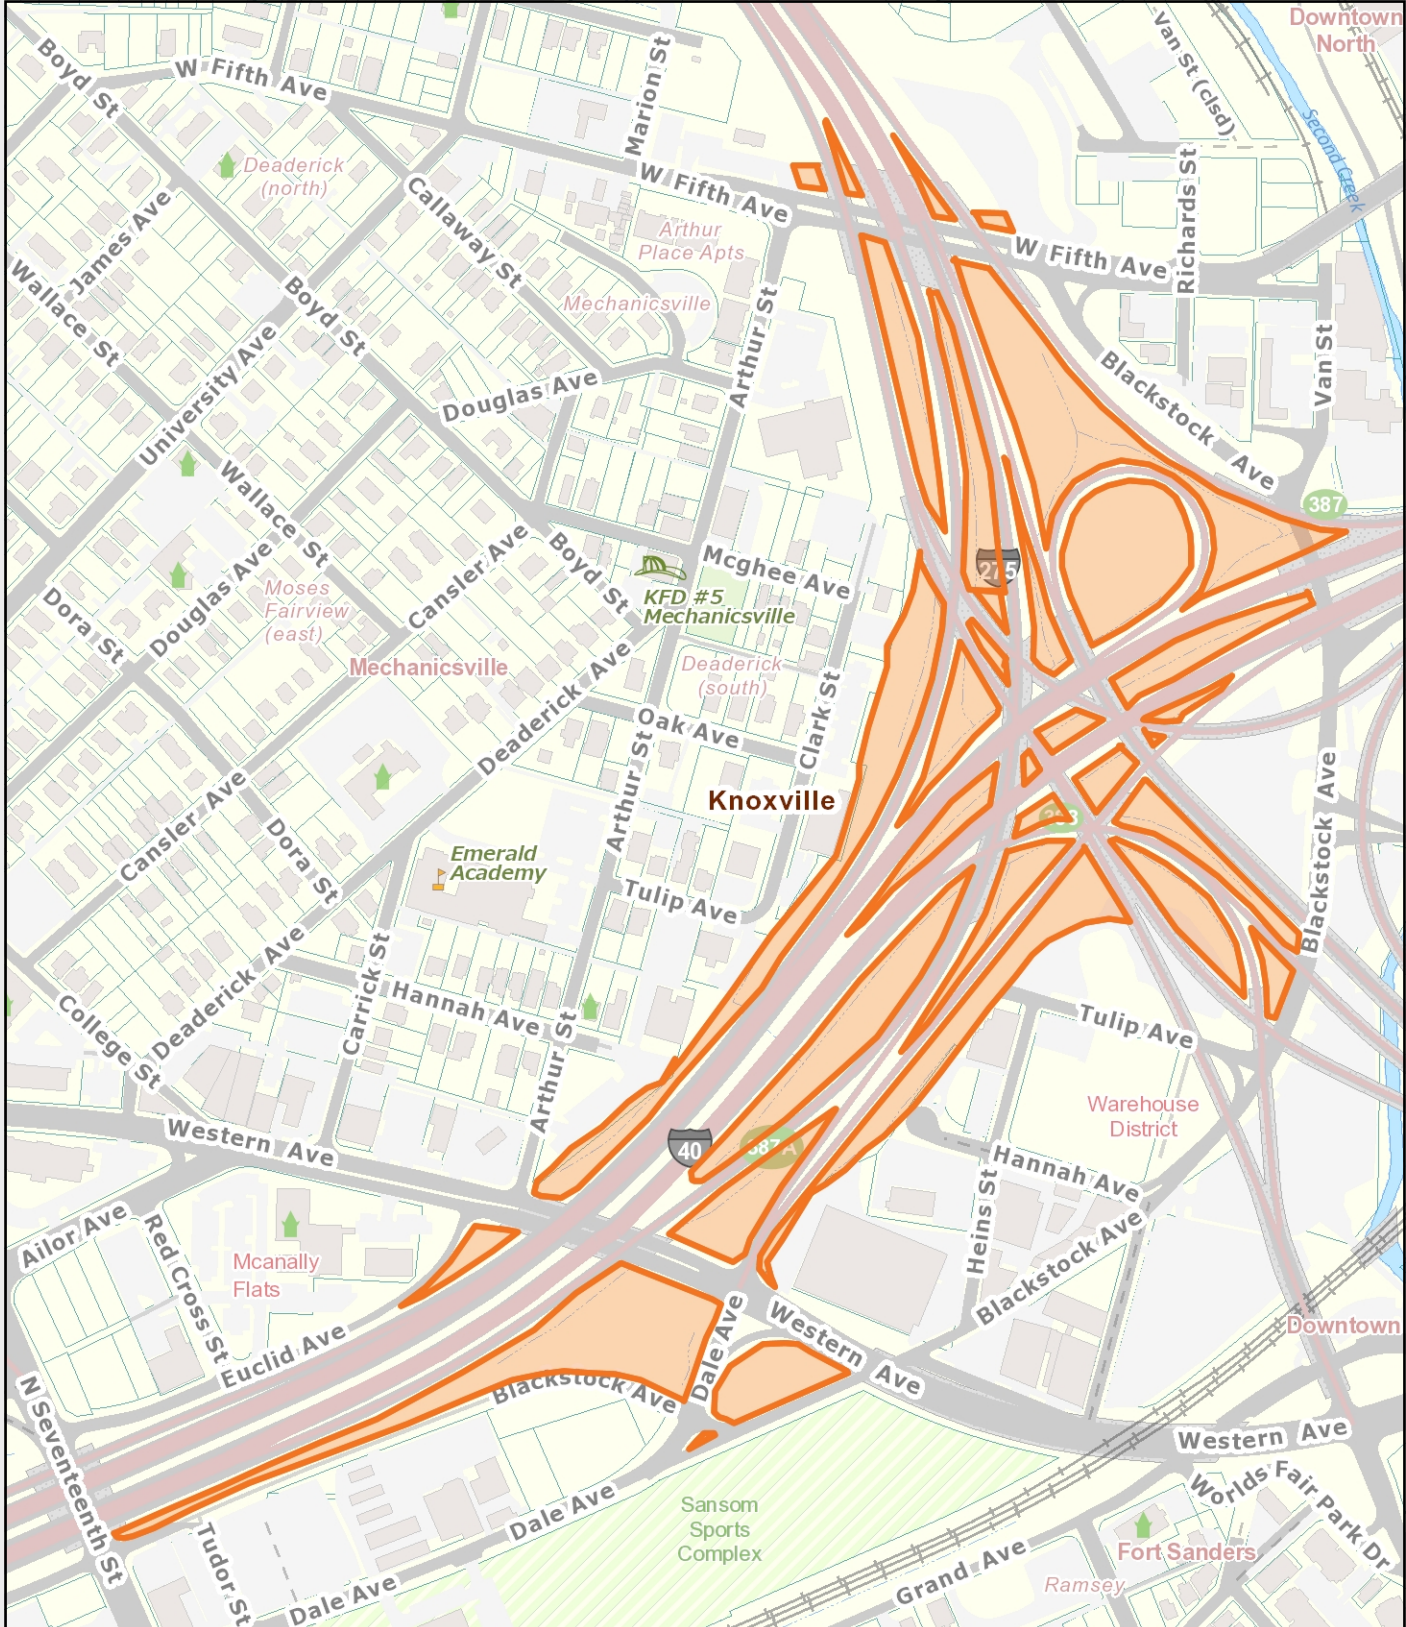 Downtown
North
Van St (clsd)
Second Creek
Boyd St
W Fifth Ave
Marion St
Deaderick
(north)
Richards St
James Ave
Callaway St
W Fifth Ave
Arthur
Place Apts
W Fifth Ave
Wallace St
Boyd St
Mechanicsville
Arthur St
Van St
University Ave
Douglas Ave
Blackstock Ave
Wallace St
387
Boyd St
Mcghee Ave
275
Cansler Ave
Douglas Ave
Moses
Fairview
(east)
KFD #5
Mechanicsville
Dora St
Mechanicsville
Deaderick
(south)
Deaderick Ave
Oak Ave
Clark St
Arthur St
Knoxville
Cansler Ave
Dora St
Emerald
Academy
Tulip Ave
Blackstock Ave
Deaderick Ave
Carrick St
Hannah Ave
College St
Arthur St
Tulip Ave
Warehouse
District
Western Ave
40
387A
Hannah Ave
Heins St
Ailor Ave
Red Cross St
Mcanally
Flats
Blackstock Ave
Euclid Ave
Western Ave
Dale Ave
Downtown
Blackstock Ave
N Seventeenth St
Western Ave
Worlds Fair Park Dr
Sansom
Sports
Complex
Dale Ave
Tudor St
Fort Sanders
Grand Ave
Ramsey
Dale Ave